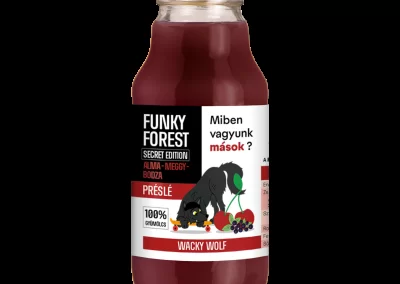 FUNKY
FOREST
SECRET EDITION
ALMA-MEGGY-
BODZA
PRÉSLÉ
100%
GYÜMÖLCS
Miben
vagyunk
mások ?
WACKY WOLF